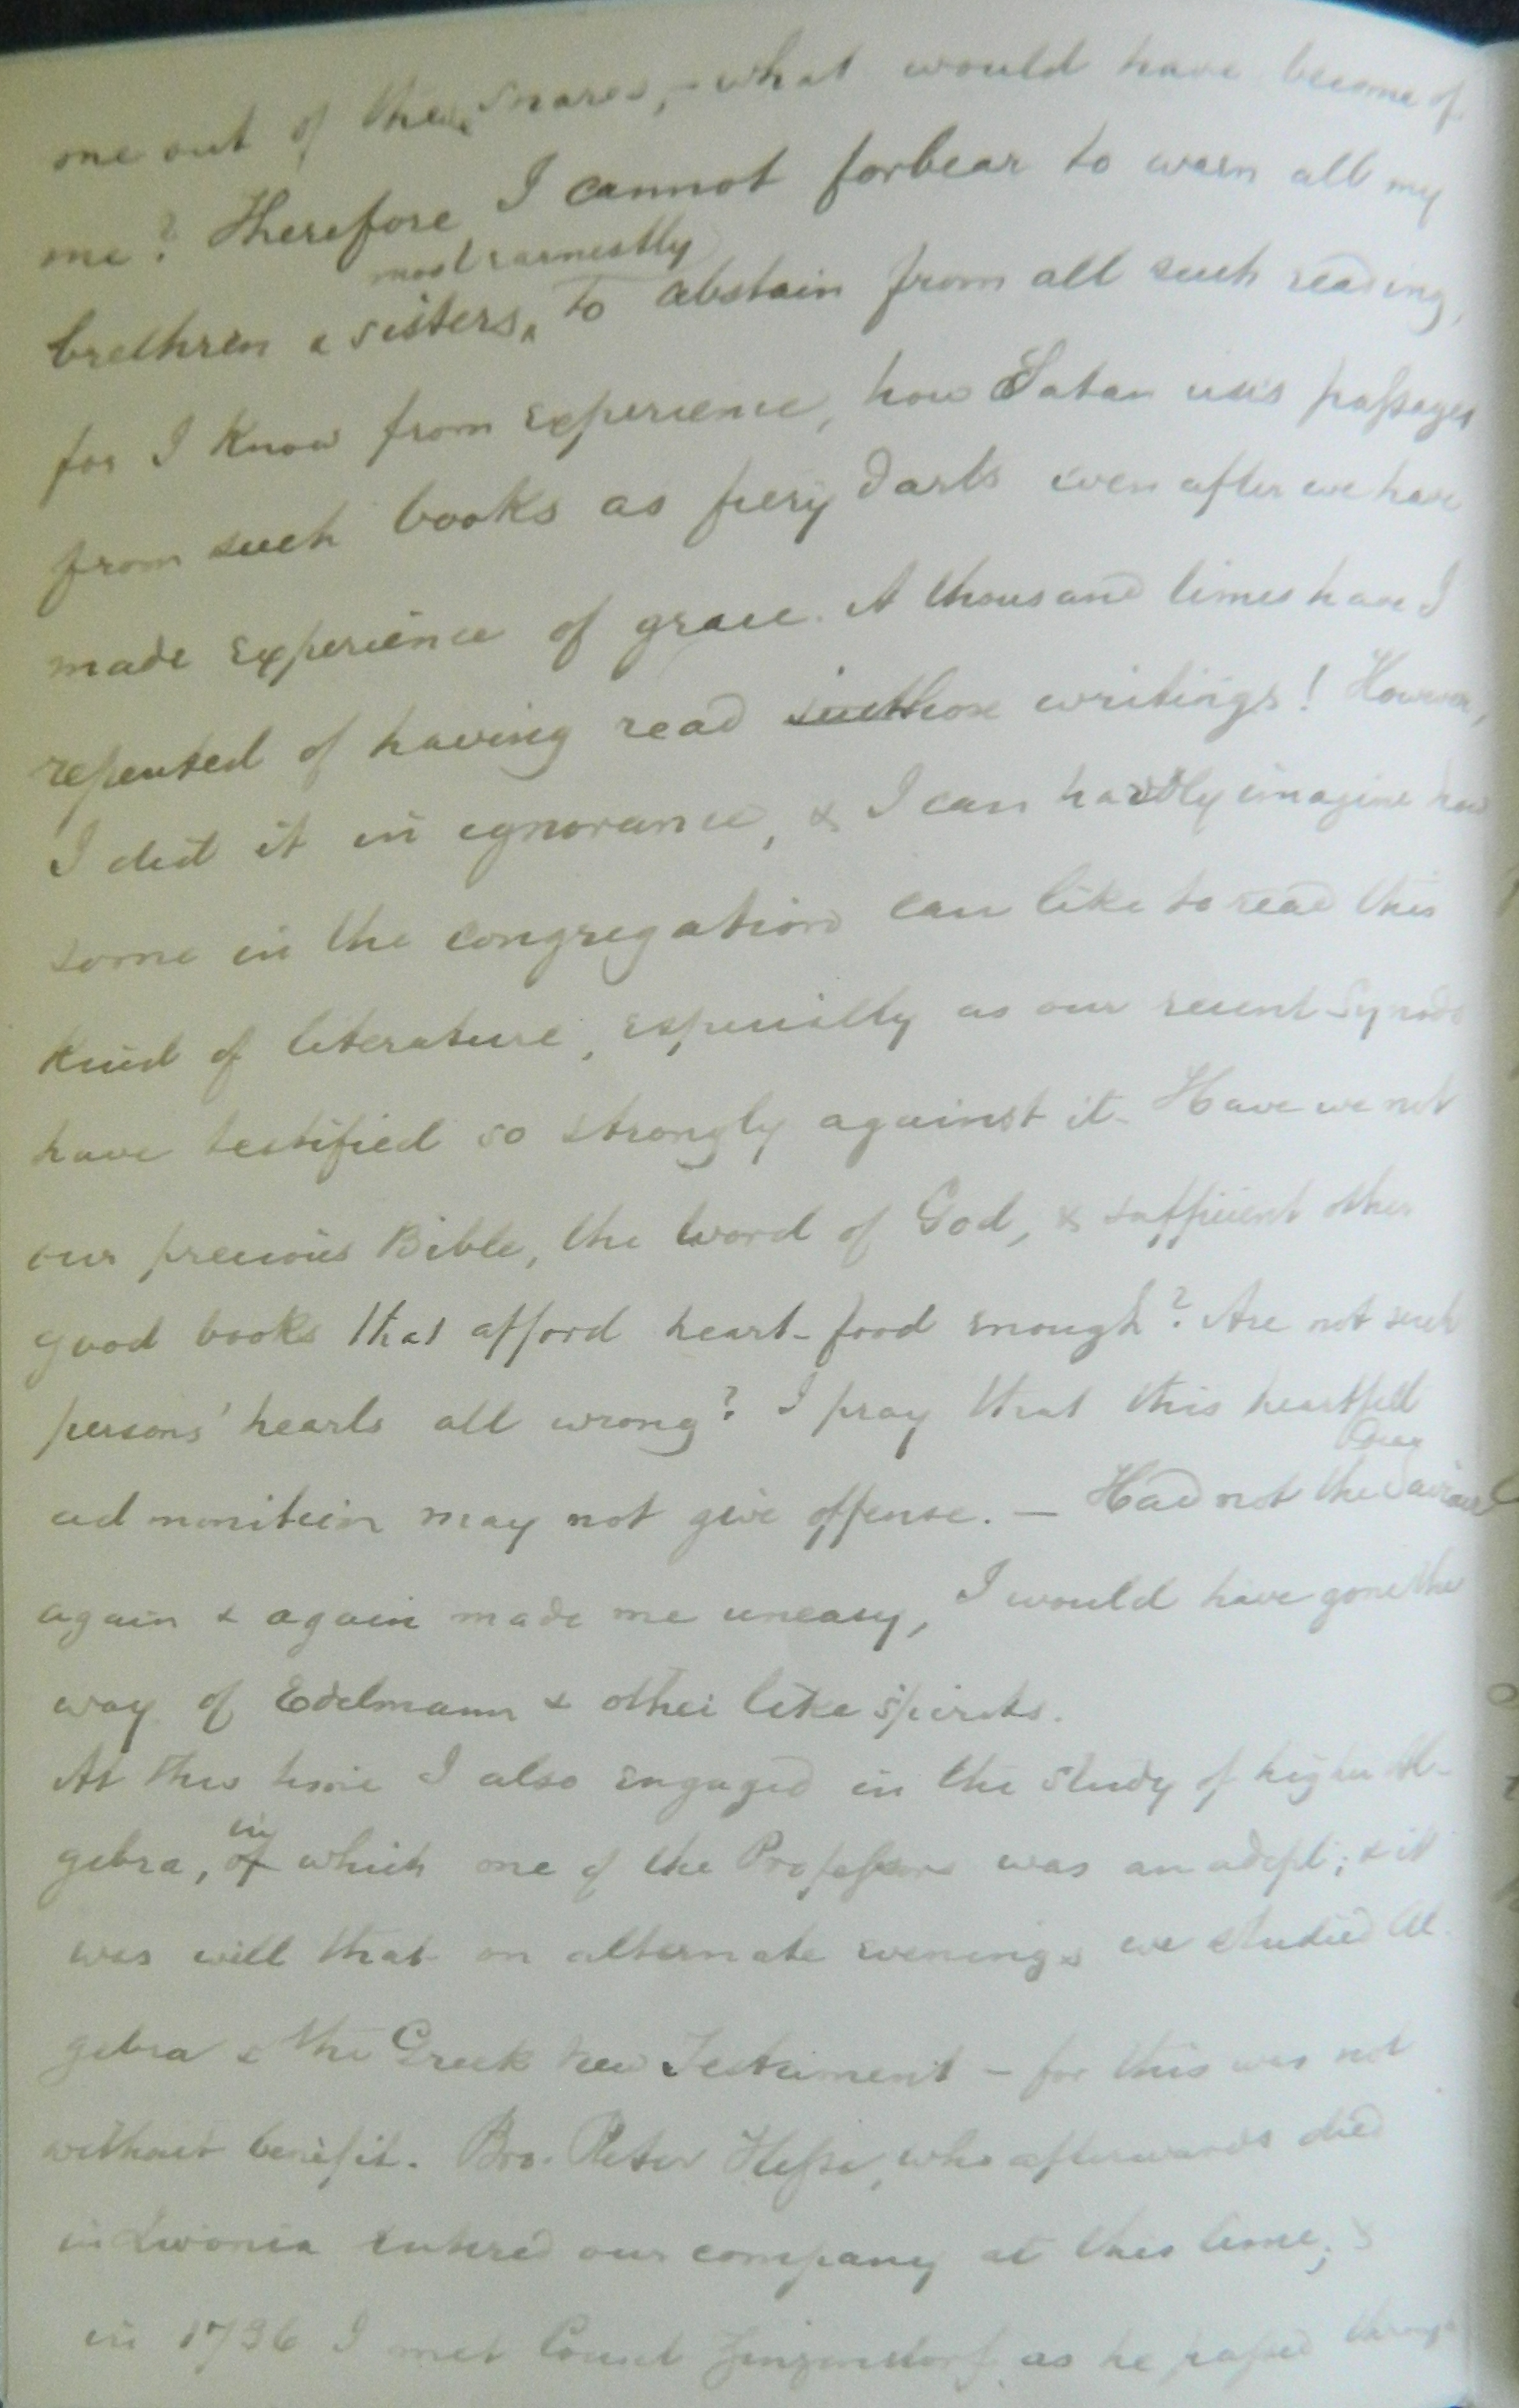 me out of these snares, – what would have become of
me? Therefore I cannot forbear to warn all my
most earnestly
brethren & sisters, to abstain from all such reading,
for I know from experience, how Satan uses passages
from such books as fiery darts even after we have
made experience of grace. A thousand times have I
repented of having read such those writings! However,
I did it in ignorance, & I can hardly imagine how
some in the congregation can like to read this
kind of literature, especially as our recent Synods
have testified so strongly against it. Have we not
our precious Bible, the word of God, & sufficient other
good books that afford heart-food enough? Are not such
persons' hearts all wrong? I pray that this heartfelt
admonition may not give offense. — Had not the Saviour
again & again made me uneasy, I would have gone the
way of Edelmann & other like spirits.
At this time I also engaged in the study of higher Al-
in
gebra, of which one of the Professors was an adept; & it
was well that on alternate evenings we studied Al-
gebra & the Greek New Testament – for this was not
without benefit. Bro. Peter Hesse, who afterwards died
in Livonia entered our company at this time; &
in 1736 I met Count Zinzendorf as he passed through